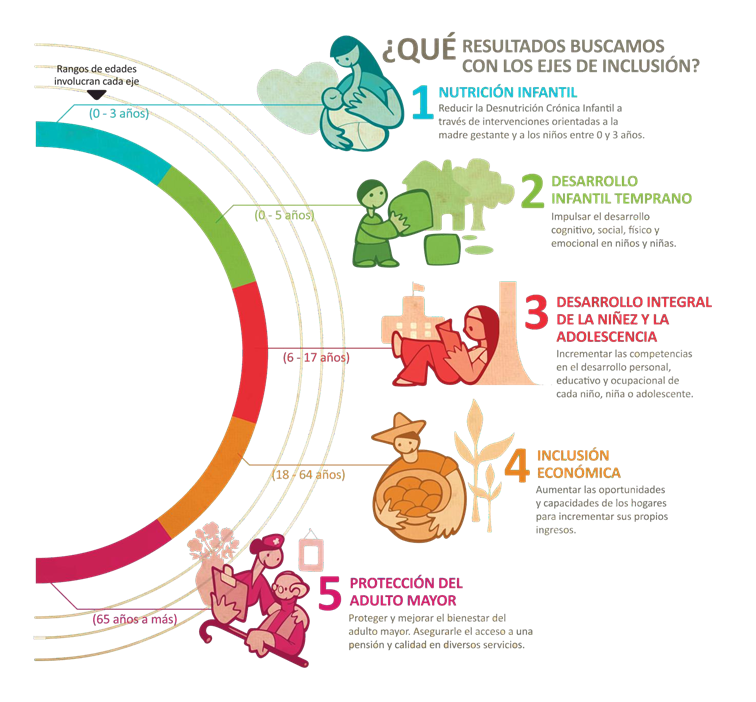 ¿QUÉ RESULTADOS BUSCAMOS
CON LOS EJES DE INCLUSIÓN?
Rangos de edades
involucran cada eje
(0 - 3 años)
1 NUTRICIÓN INFANTIL
Reducir la Desnutrición Crónica Infantil a
través de intervenciones orientadas a la
madre gestante y a los niños entre 0 y 3 años.
(0 - 5 años)
2 DESARROLLO
INFANTIL TEMPRANO
Impulsar el desarrollo
cognitivo, social, físico y
emocional en niños y niñas.
(6 - 17 años)
3 DESARROLLO INTEGRAL
DE LA NIÑEZ Y LA
ADOLESCENCIA
Incrementar las competencias
en el desarrollo personal,
educativo y ocupacional de
cada niño, niña o adolescente.
(18 - 64 años)
4 INCLUSIÓN
ECONÓMICA
Aumentar las oportunidades
y capacidades de los hogares
para incrementar sus propios
ingresos.
(65 años a más)
5 PROTECCIÓN DEL
ADULTO MAYOR
Proteger y mejorar el bienestar del
adulto mayor. Asegurarle el acceso a una
pensión y calidad en diversos servicios.